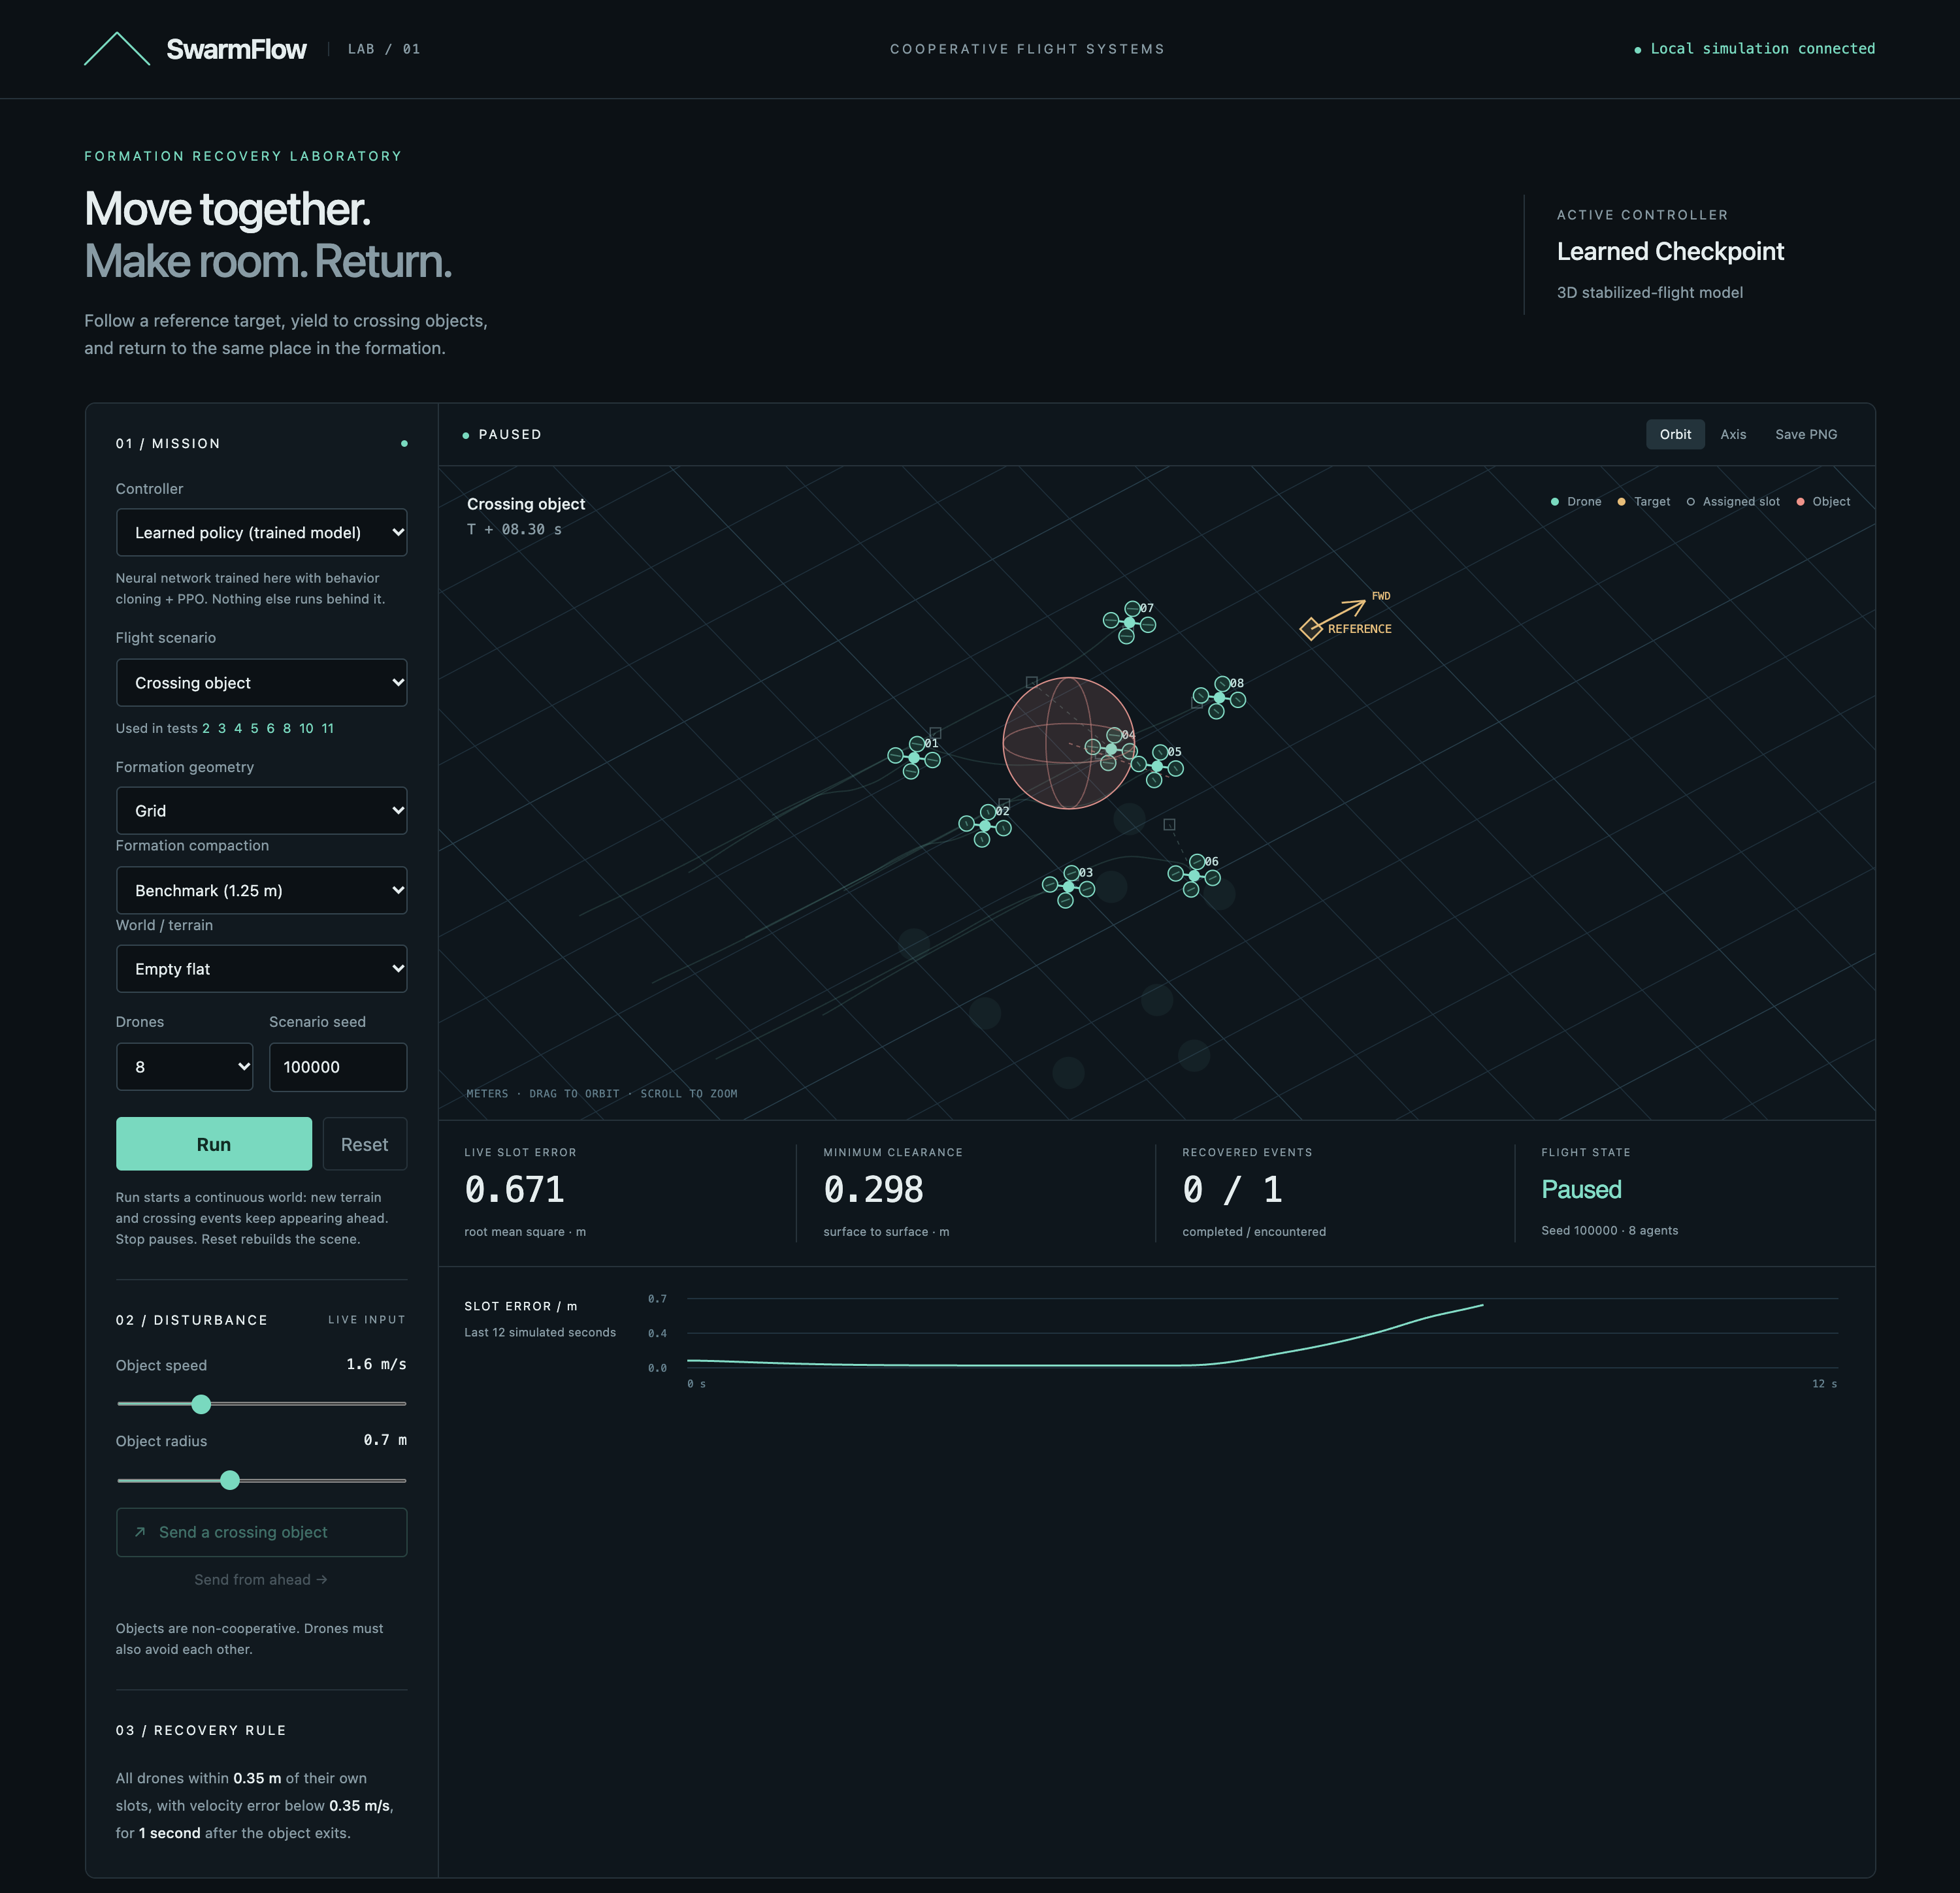 SwarmFlow
LAB / 01
COOPERATIVE FLIGHT SYSTEMS
Local simulation connected
FORMATION RECOVERY LABORATORY
Move together.
Make room. Return.
Follow a reference target, yield to crossing objects,
and return to the same place in the formation.
ACTIVE CONTROLLER
Learned Checkpoint
3D stabilized-flight model
01 / MISSION
Controller
Learned policy (trained model)
Neural network trained here with behavior
cloning + PPO. Nothing else runs behind it.
Flight scenario
Crossing object
Used in tests 2 3 4 5 6 8 10 11
Formation geometry
Grid
Formation compaction
Benchmark (1.25 m)
World / terrain
Empty flat
Drones
Scenario seed
8
100000
Run
Reset
Run starts a continuous world: new terrain
and crossing events keep appearing ahead.
Stop pauses. Reset rebuilds the scene.
02 / DISTURBANCE
LIVE INPUT
Object speed
1.6 m/s
Object radius
0.7 m
↗ Send a crossing object
Send from ahead →
Objects are non-cooperative. Drones must
also avoid each other.
03 / RECOVERY RULE
All drones within 0.35 m of their own
slots, with velocity error below 0.35 m/s,
for 1 second after the object exits.
PAUSED
Orbit
Axis
Save PNG
Crossing object
T + 08.30 s
Drone
Target
Assigned slot
Object
FWD
REFERENCE
07
08
04
01
05
02
06
03
METERS · DRAG TO ORBIT · SCROLL TO ZOOM
LIVE SLOT ERROR
0.671
root mean square · m
MINIMUM CLEARANCE
0.298
surface to surface · m
RECOVERED EVENTS
0 / 1
completed / encountered
FLIGHT STATE
Paused
Seed 100000 · 8 agents
SLOT ERROR / m
Last 12 simulated seconds
0.7
0.4
0.0
0 s
12 s